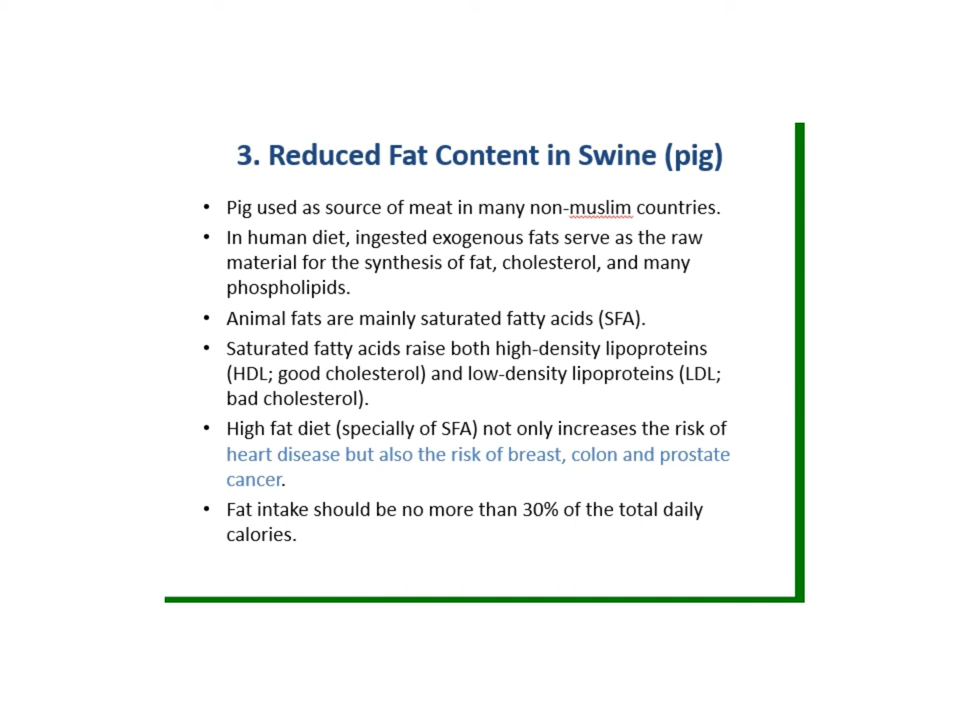 3. Reduced Fat Content in Swine (pig)
• Pig used as source of meat in many non-muslim countries.
• In human diet, ingested exogenous fats serve as the raw
material for the synthesis of fat, cholesterol, and many
phospholipids.
• Animal fats are mainly saturated fatty acids (SFA).
• Saturated fatty acids raise both high-density lipoproteins
(HDL; good cholesterol) and low-density lipoproteins (LDL;
bad cholesterol).
• High fat diet (specially of SFA) not only increases the risk of
heart disease but also the risk of breast, colon and prostate
cancer.
• Fat intake should be no more than 30% of the total daily
calories.